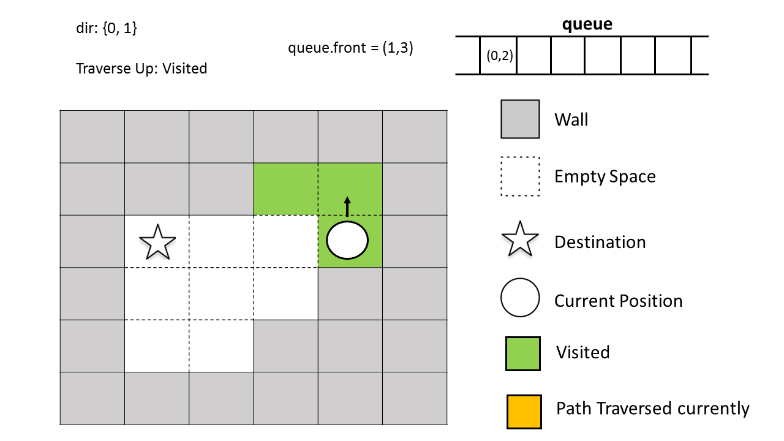 dir: {0, 1}
queue.front = (1,3)
queue
(0,2)
Traverse Up: Visited
Wall
Empty Space
Destination
Current Position
Visited
Path Traversed currently